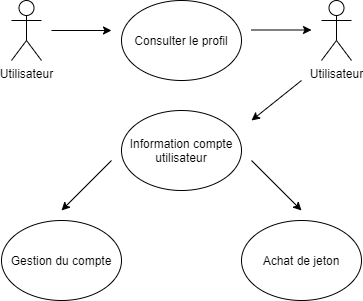 Consulter le profil
Utilisateur
Utilisateur
Information compte
utilisateur
Gestion du compte
Achat de jeton